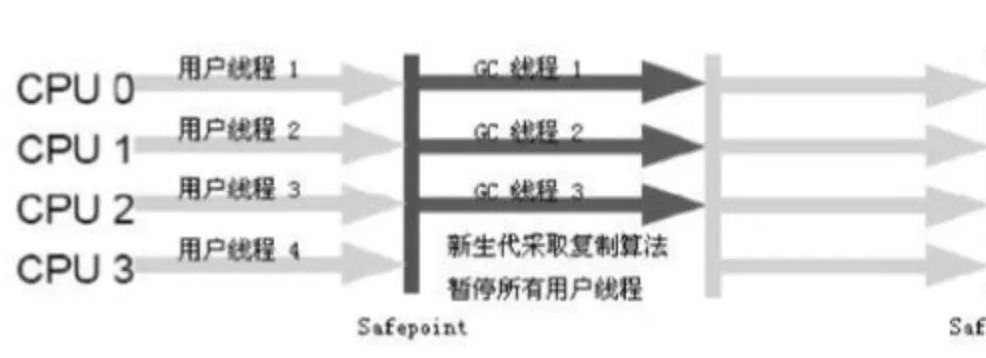 CPU 0 用户线程 1 GC 线程 1
CPU 1 用户线程 2 GC 线程 2
CPU 2 用户线程 3 GC 线程 3
CPU 3 用户线程 4 新生代采取复制算法
暂停所有用户线程
Safepoint Saf